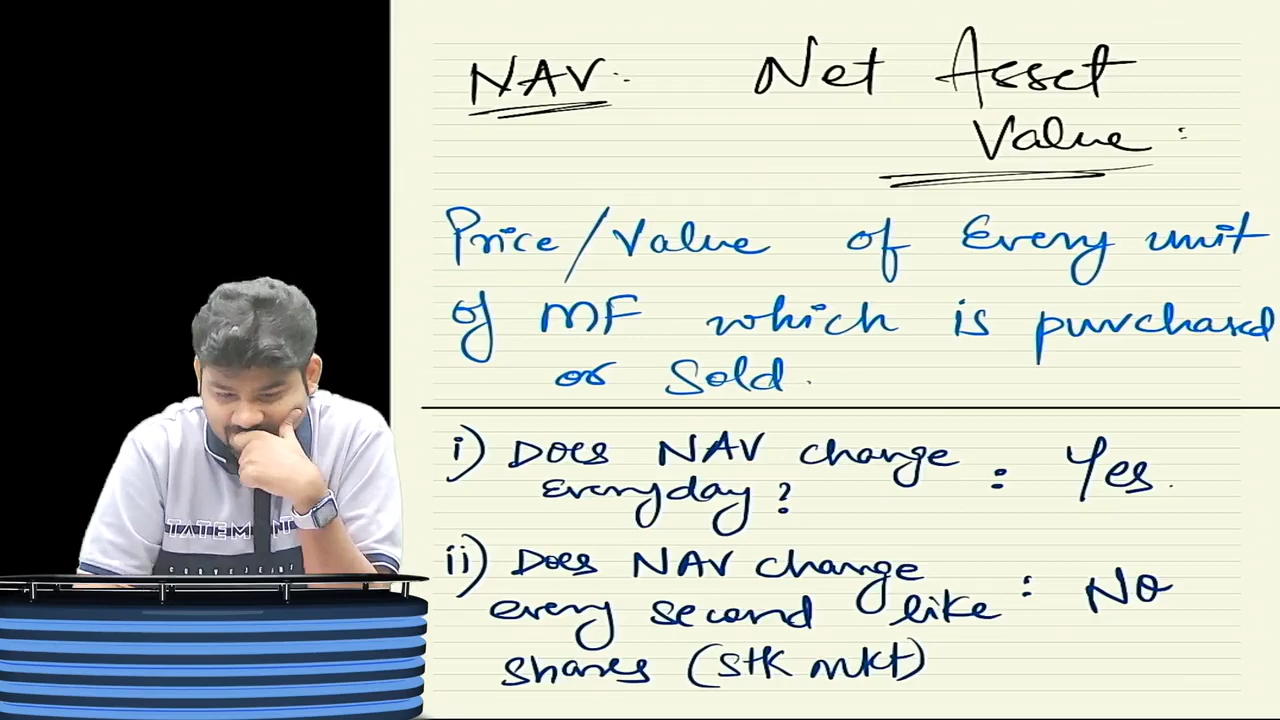 NAV:
Net Asset
Value:
Price/Value of Every unit
of MF which is purchased
or Sold.
i) Does NAV change
everyday? : Yes.
ii) Does NAV change
every second like : No
shares (stk mkt)
TATEMENT